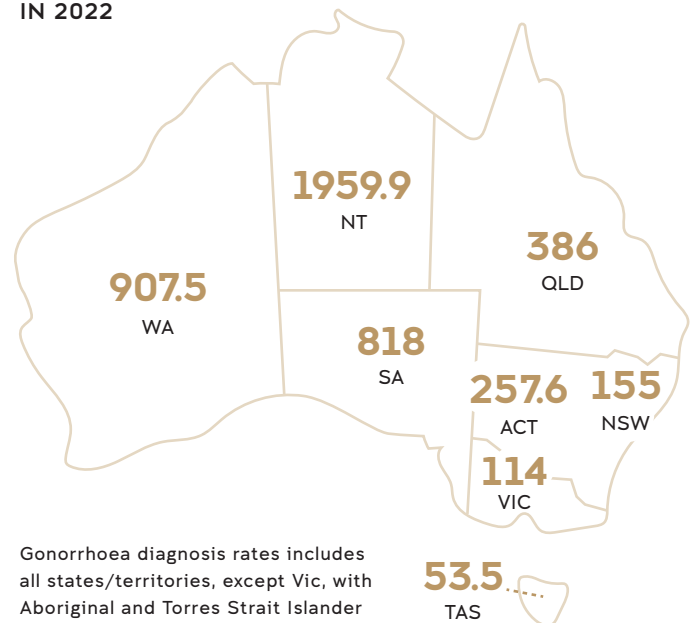 IN 2022
1959.9
NT
386
QLD
907.5
WA
818
SA
257.6
ACT
155
NSW
114
VIC
Gonorrhoea diagnosis rates includes
all states/territories, except Vic, with
Aboriginal and Torres Strait Islander
53.5
TAS